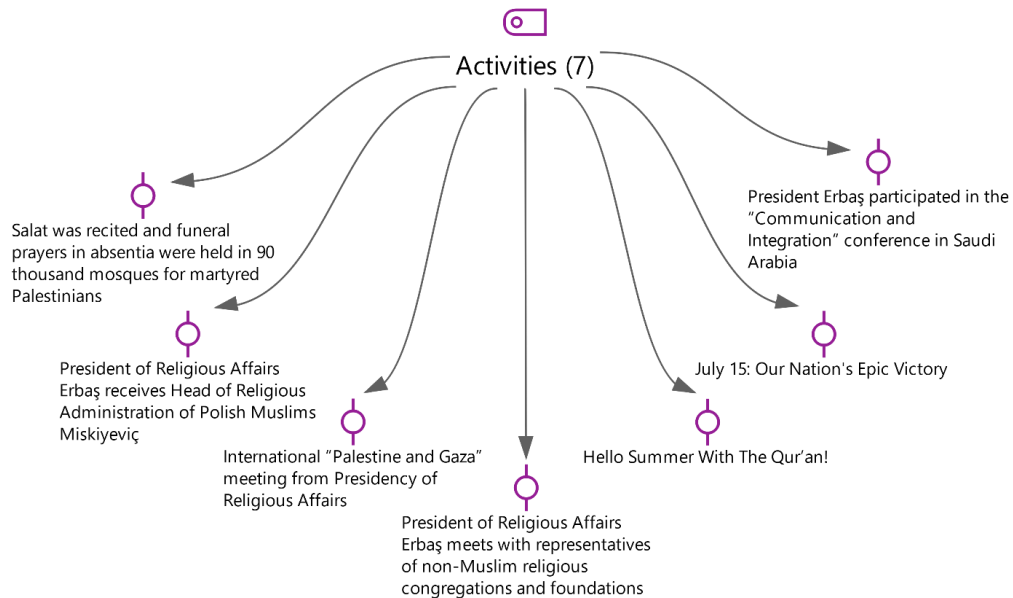 Activities (7)
Salat was recited and funeral
prayers in absentia were held in 90
thousand mosques for martyred
Palestinians
President of Religious Affairs
Erbaş receives Head of Religious
Administration of Polish Muslims
Miskiyeviç
International “Palestine and Gaza”
meeting from Presidency of
Religious Affairs
President of Religious Affairs
Erbaş meets with representatives
of non-Muslim religious
congregations and foundations
Hello Summer With The Qur’an!
July 15: Our Nation's Epic Victory
President Erbaş participated in the
“Communication and
Integration” conference in Saudi
Arabia